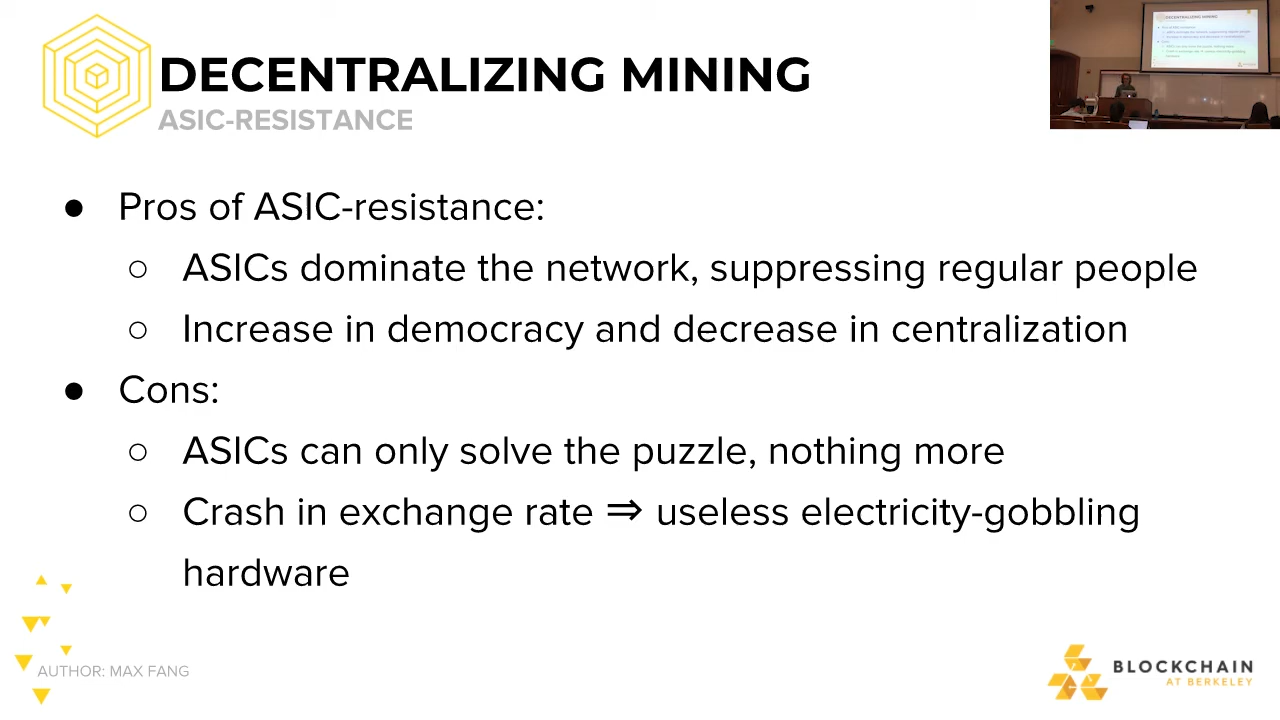 DECENTRALIZING MINING
ASIC-RESISTANCE
● Pros of ASIC-resistance:
○ ASICs dominate the network, suppressing regular people
○ Increase in democracy and decrease in centralization
● Cons:
○ ASICs can only solve the puzzle, nothing more
○ Crash in exchange rate ⇒ useless electricity-gobbling
hardware
AUTHOR: MAX FANG
BLOCKCHAIN
AT BERKELEY
DECENTRALIZING MINING